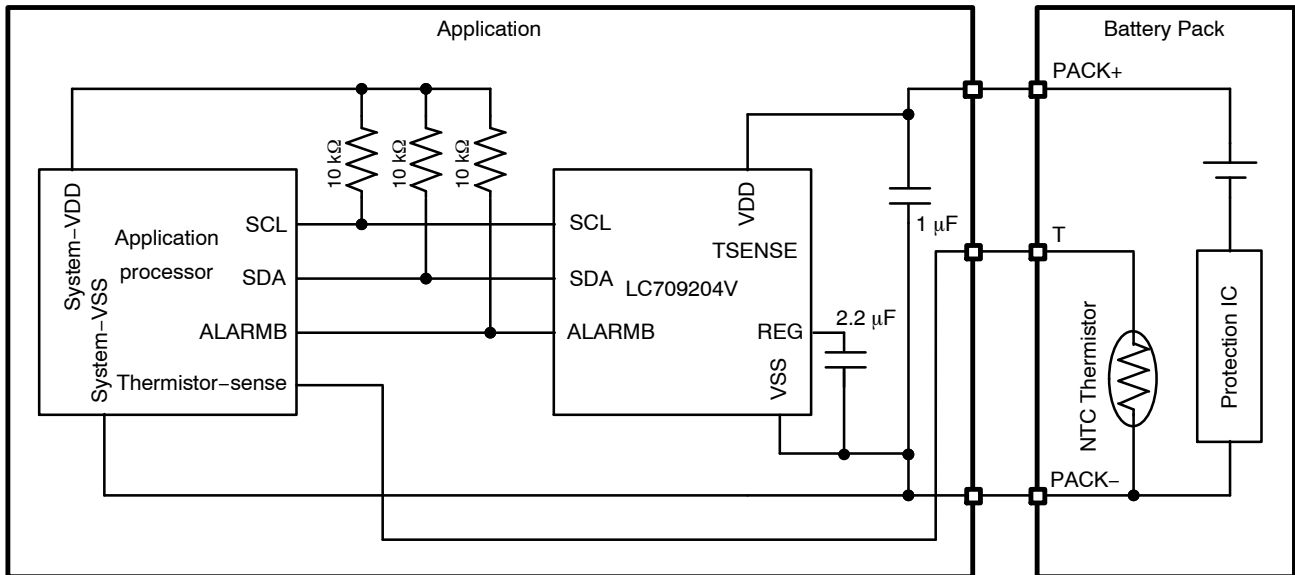 Application
Battery Pack
PACK+
10 kΩ
10 kΩ
10 kΩ
System−VDD
System−VSS
Application
processor
SCL
SDA
ALARMB
Thermistor−sense
SCL
SDA
ALARMB
VDD
TSENSE
LC709204V
REG
VSS
2.2 μF
1 μF
T
NTC Thermistor
Protection IC
PACK−